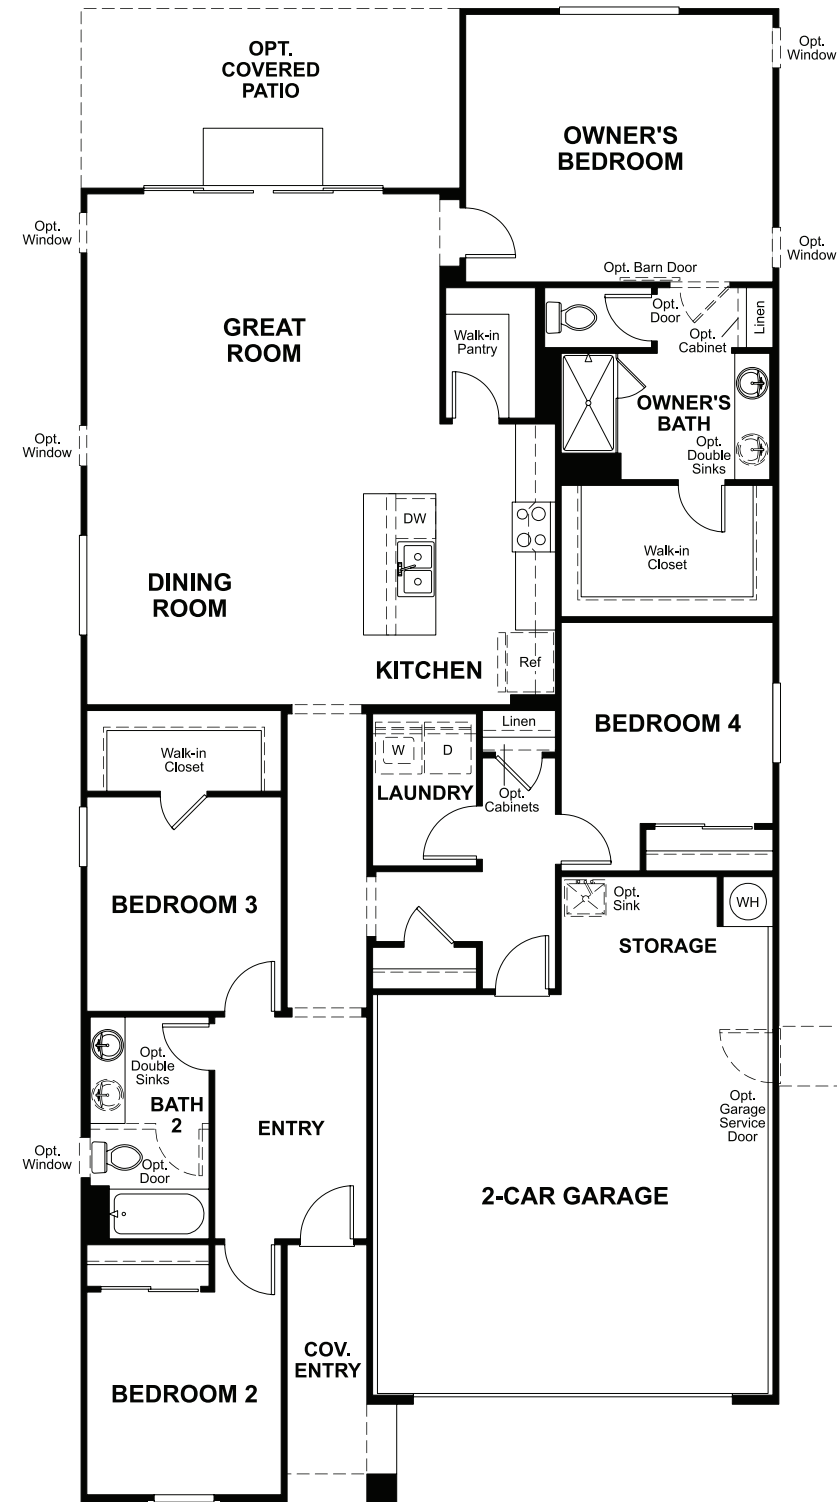 OPT.
COVERED
PATIO
Opt.
Window
OWNER'S
BEDROOM
Opt.
Window
Opt.
Window
Opt. Barn Door
GREAT
ROOM
Walk-in
Pantry
Opt.
Door
Opt.
Cabinet
Linen
OWNER'S
BATH
Opt.
Double
Sinks
Opt.
Window
DW
Walk-in
Closet
DINING
ROOM
KITCHEN
Ref
Linen
BEDROOM 4
Walk-in
Closet
W
D
LAUNDRY
Opt.
Cabinets
BEDROOM 3
Opt.
Sink
WH
STORAGE
Opt.
Double
Sinks
BATH
2
ENTRY
Opt.
Garage
Service
Door
Opt.
Window
Opt.
Door
2-CAR GARAGE
COV.
ENTRY
BEDROOM 2